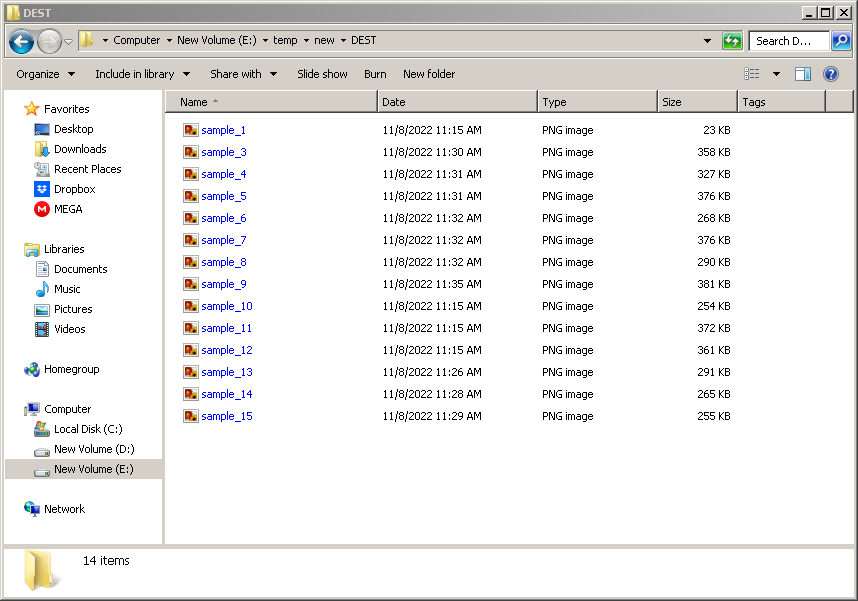 DEST
Computer New Volume (E:) temp new DEST Search D...
Organize Include in library Share with Slide show Burn New folder
Favorites
Desktop
Downloads
Recent Places
Dropbox
MEGA
Libraries
Documents
Music
Pictures
Videos
Homegroup
Computer
Local Disk (C:)
New Volume (D:)
New Volume (E:)
Network
Name Date Type Size Tags
sample_1 11/8/2022 11:15 AM PNG image 23 KB
sample_3 11/8/2022 11:30 AM PNG image 358 KB
sample_4 11/8/2022 11:31 AM PNG image 327 KB
sample_5 11/8/2022 11:31 AM PNG image 376 KB
sample_6 11/8/2022 11:32 AM PNG image 268 KB
sample_7 11/8/2022 11:32 AM PNG image 376 KB
sample_8 11/8/2022 11:32 AM PNG image 290 KB
sample_9 11/8/2022 11:35 AM PNG image 381 KB
sample_10 11/8/2022 11:15 AM PNG image 254 KB
sample_11 11/8/2022 11:15 AM PNG image 372 KB
sample_12 11/8/2022 11:15 AM PNG image 361 KB
sample_13 11/8/2022 11:26 AM PNG image 291 KB
sample_14 11/8/2022 11:28 AM PNG image 265 KB
sample_15 11/8/2022 11:29 AM PNG image 255 KB
14 items